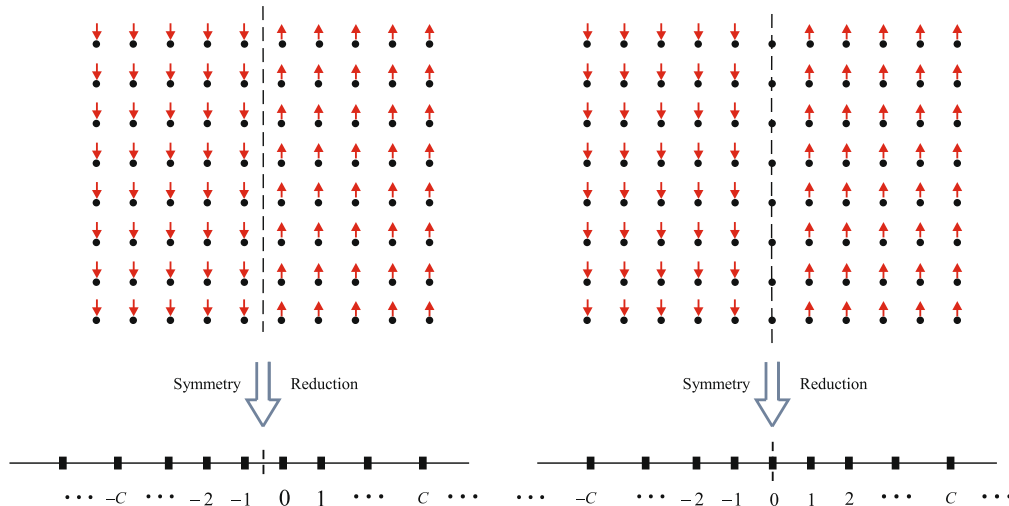 Symmetry Reduction
Symmetry Reduction
••• –C ••• –2 –1 0 1 ••• C •••
••• –C ••• –2 –1 0 1 2 ••• C •••